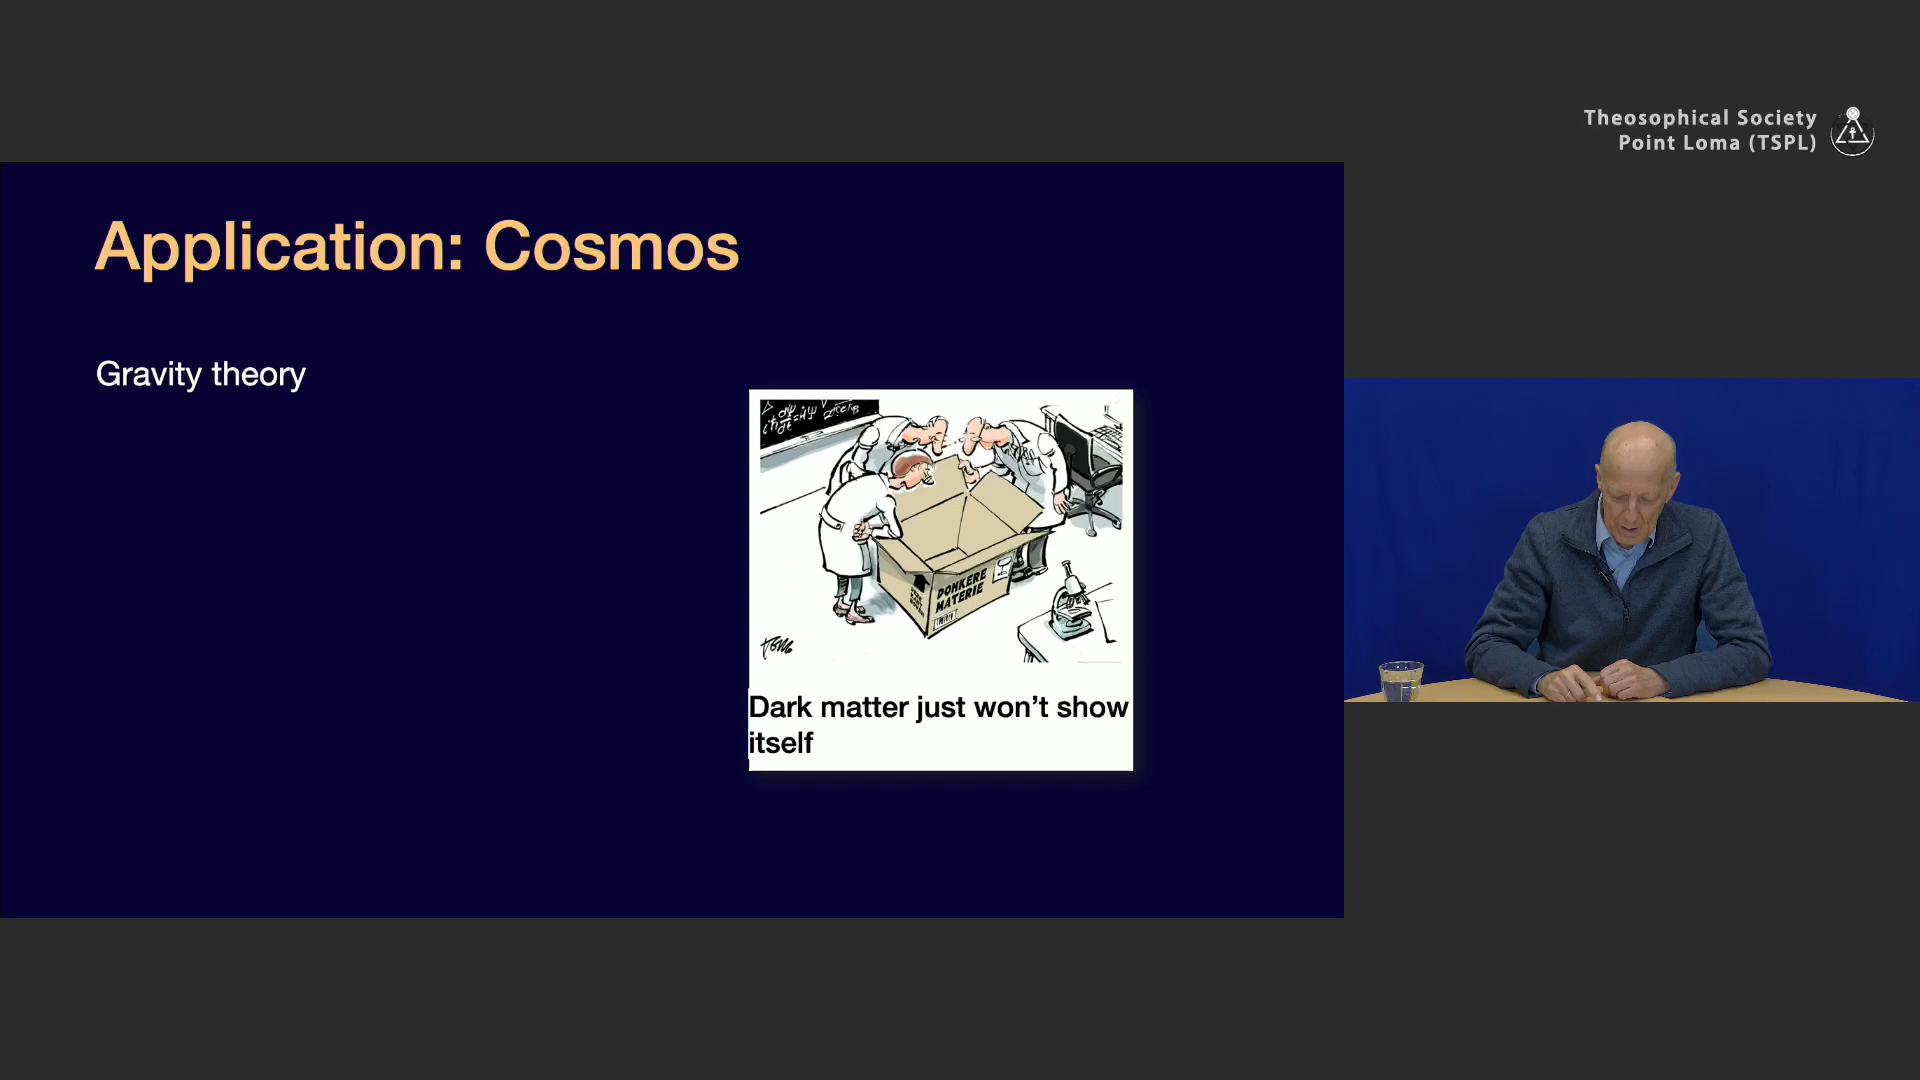 Theosophical Society
Point Loma (TSPL)
Application: Cosmos
Gravity theory
DONKERE
MATERIE
Dark matter just won’t show
itself